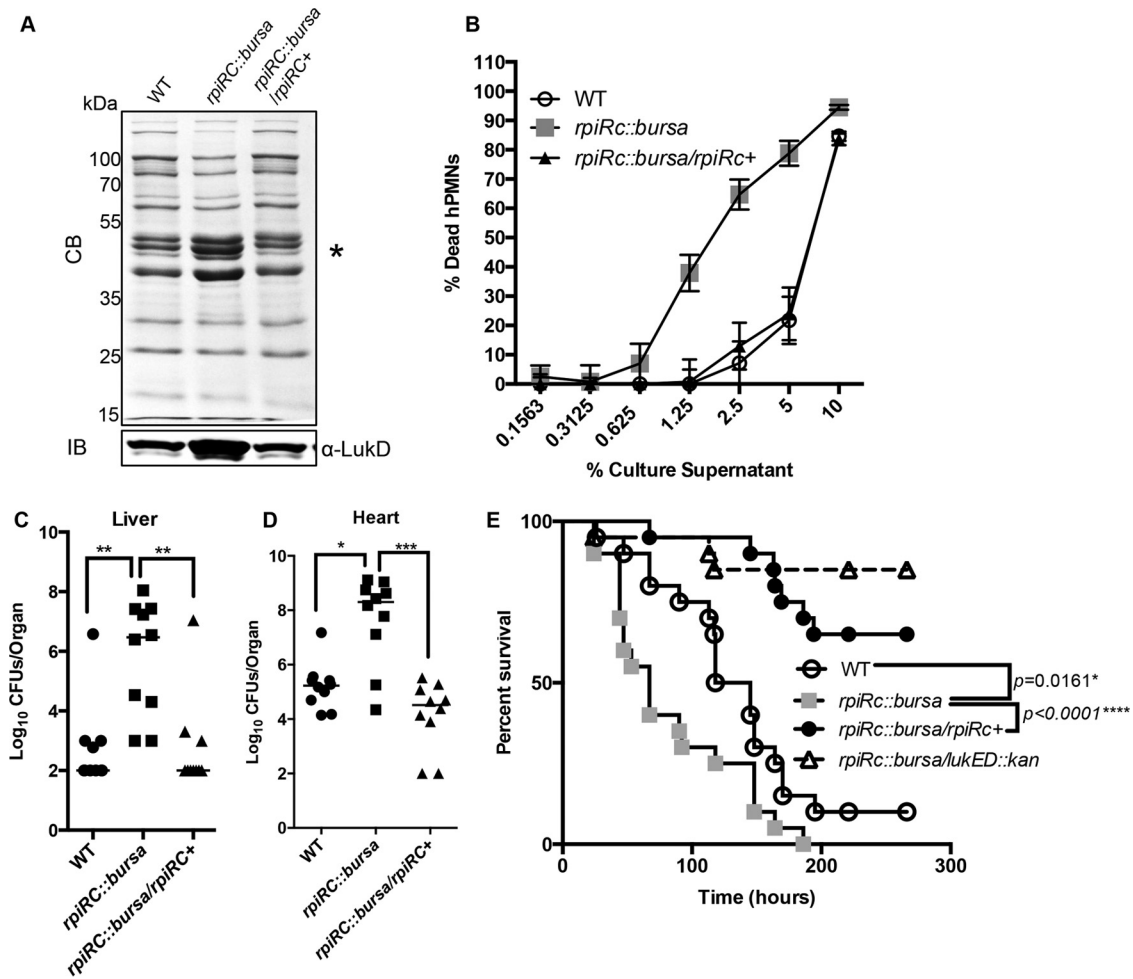 A
WT
rpiRC::bursa
rpiRC::bursa
/rpiRC+
kDa
100
70
55
35
25
15
CB
*
IB
α-LukD
B
WT
rpiRc::bursa
rpiRc::bursa/rpiRc+
% Dead hPMNs
110
100
90
80
70
60
50
40
30
20
10
0
0.1563
0.3125
0.625
1.25
2.5
5
10
% Culture Supernatant
C
Liver
**
**
Log10 CFUs/Organ
10
8
6
4
2
0
WT
rpiRC::bursa
rpiRC::bursa/rpiRC+
D
Heart
*
***
Log10 CFUs/Organ
10
8
6
4
2
0
WT
rpiRC::bursa
rpiRC::bursa/rpiRC+
E
Percent survival
100
50
0
0
100
200
300
Time (hours)
WT
rpiRc::bursa
rpiRc::bursa/rpiRc+
rpiRc::bursa/lukED::kan
p=0.0161*
p<0.0001****